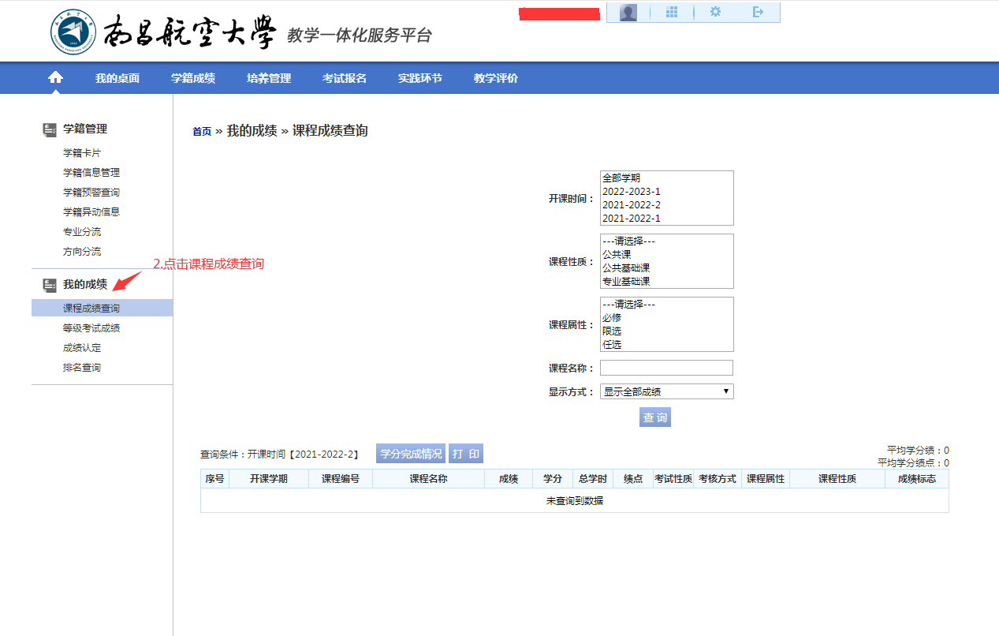 南昌航空大學 教学一体化服务平台
我的桌面 学籍成绩 培养管理 考试报名 实践环节 教学评价
学籍管理
学籍卡片
学籍信息管理
学籍预警查询
学籍异动信息
专业分流
方向分流
2.点击课程成绩查询
我的成绩
课程成绩查询
等级考试成绩
成绩认定
排名查询
首页 » 我的成绩 » 课程成绩查询
开课时间：
全部学期
2022-2023-1
2021-2022-2
2021-2022-1
课程性质：
---请选择---
公共课
公共基础课
专业基础课
课程属性：
---请选择---
必修
限选
任选
课程名称：
显示方式： 显示全部成绩
查 询
查询条件：开课时间【2021-2022-2】 学分完成情况 打 印
平均学分绩：0
平均学分绩点：0
序号 开课学期 课程编号 课程名称 成绩 学分 总学时 绩点 考试性质 考核方式 课程属性 课程性质 成绩标志
未查询到数据